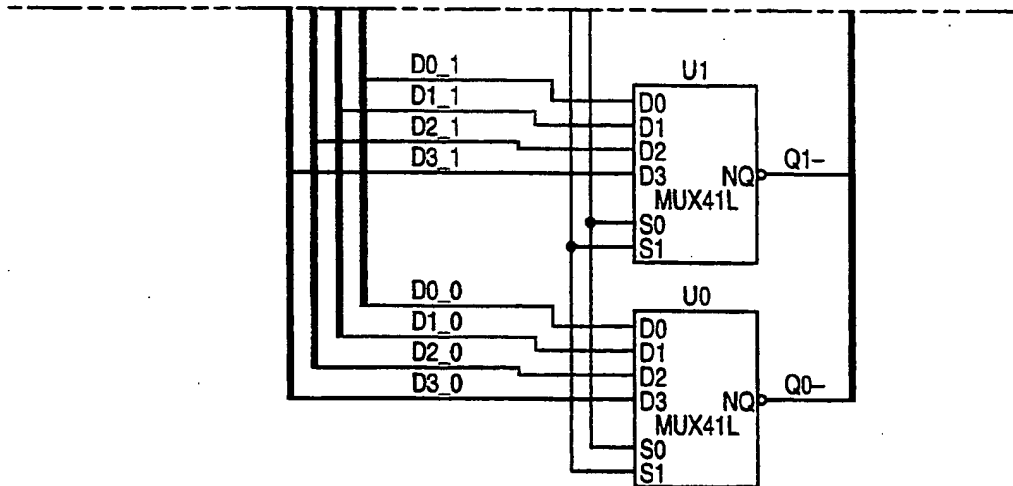 D0_1
U1
D0
D1_1
D1
D2_1
D2
D3_1
D3
NQ
Q1–
MUX41L
S0
S1
D0_0
U0
D0
D1_0
D1
D2_0
D2
D3_0
D3
NQ
Q0–
MUX41L
S0
S1